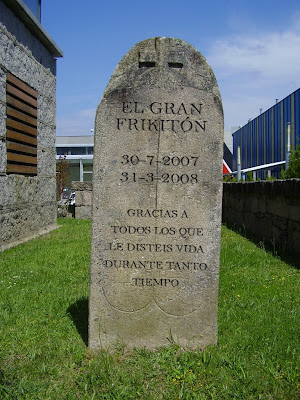 EL GRAN
FRIKITÓN
30-7-2007
31-3-2008
GRACIAS A
TODOS LOS QUE
LE DISTEIS VIDA
DURANTE TANTO
TIEMPO